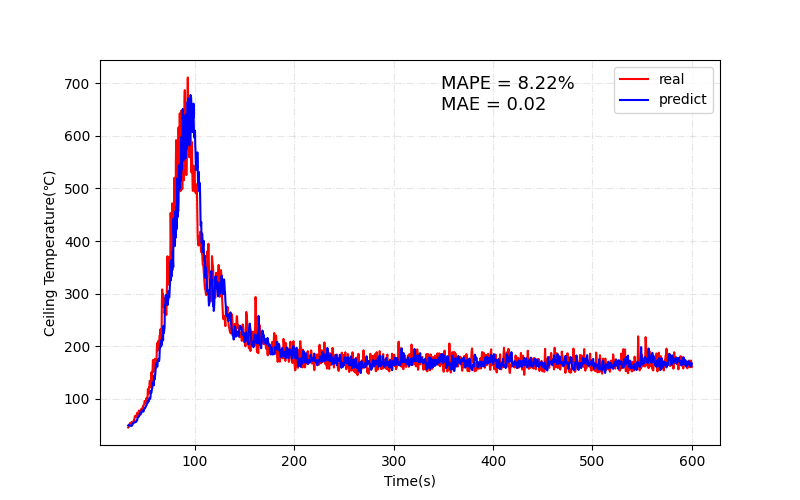 MAPE = 8.22%
MAE = 0.02
real
predict
700
600
500
400
300
200
100
Ceiling Temperature(℃)
100 200 300 400 500 600
Time(s)